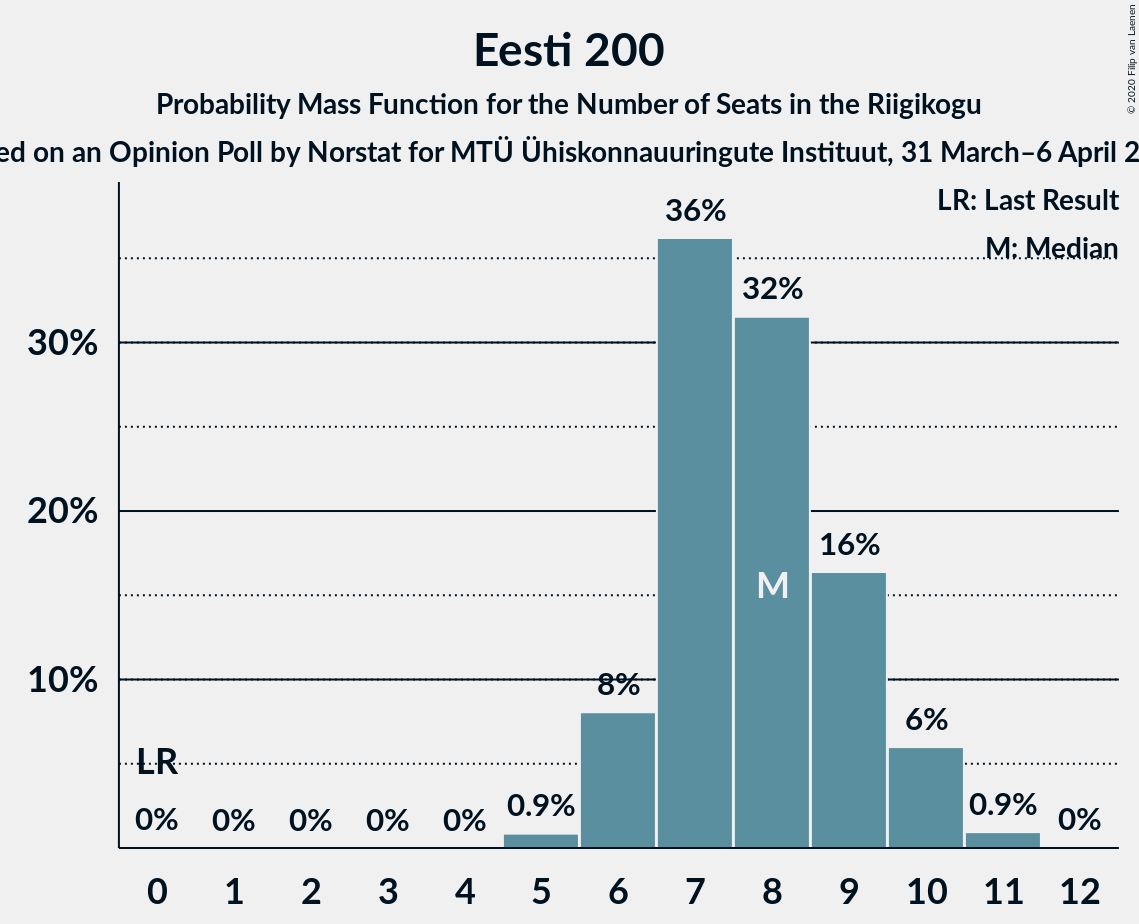 Eesti 200
Probability Mass Function for the Number of Seats in the Riigikogu
ed on an Opinion Poll by Norstat for MTÜ Ühiskonnauuringute Instituut, 31 March–6 April 2
© 2020 Filip van Laenen
LR: Last Result
M: Median
36%
32%
30%
20%
16%
M
10%
8%
6%
LR
0% 0% 0% 0% 0% 0.9% 0.9% 0%
0 1 2 3 4 5 6 7 8 9 10 11 12